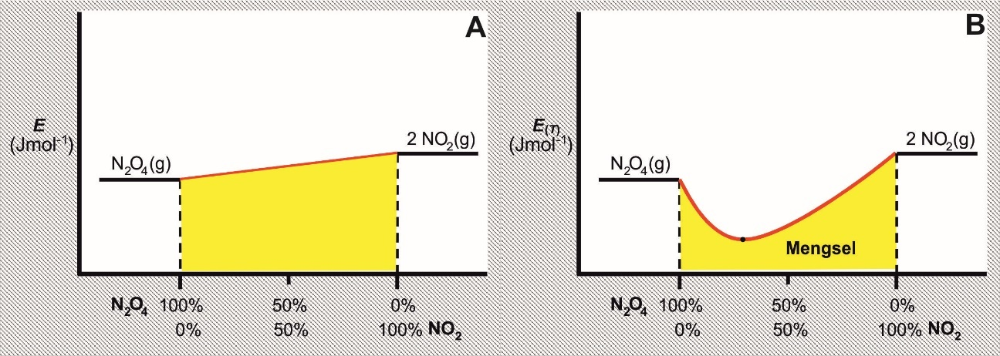 A
E
(Jmol⁻¹)
N₂O₄(g)
2 NO₂(g)
N₂O₄ 100% 50% 0%
0% 50% 100% NO₂
B
E(T)
(Jmol⁻¹)
N₂O₄(g)
2 NO₂(g)
Mengsel
N₂O₄ 100% 50% 0%
0% 50% 100% NO₂